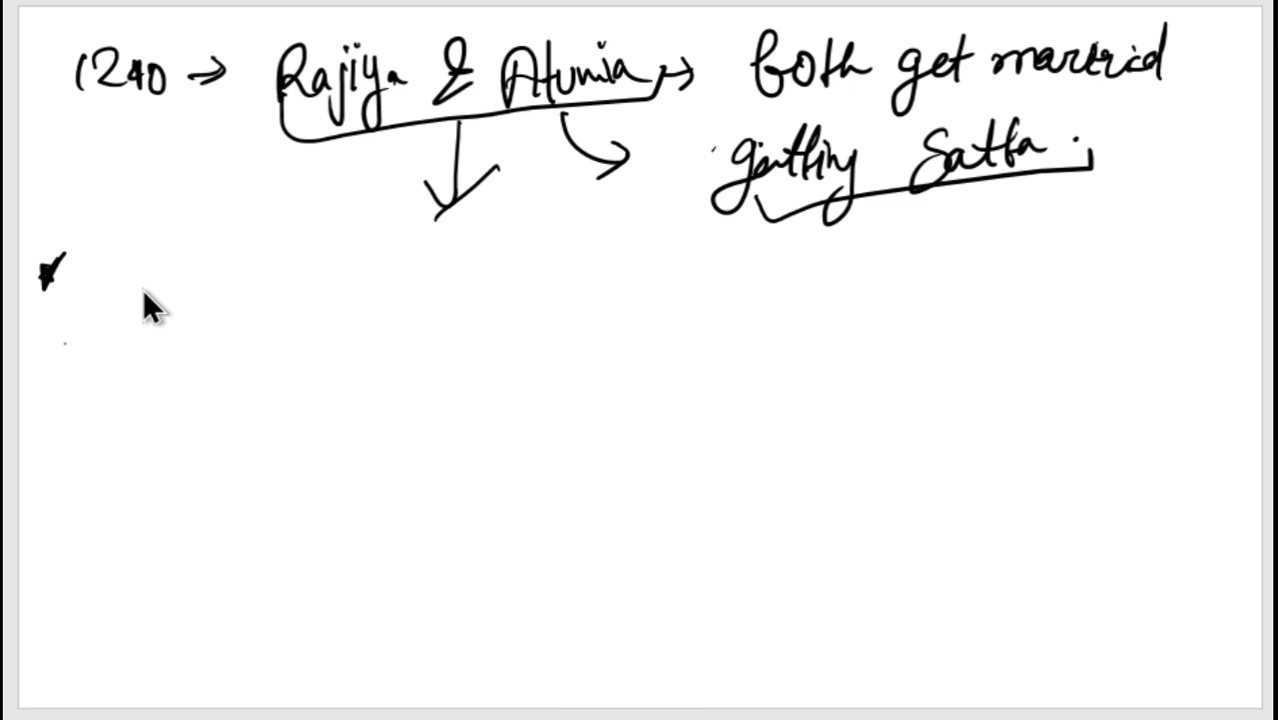 1240 → Rajiya & Atunia → both get married
getting Satta.